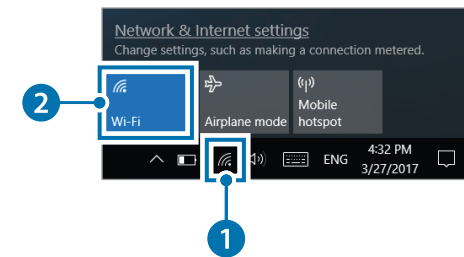 Network & Internet settings
Change settings, such as making a connection metered.
2
Wi-Fi
Airplane mode
Mobile
hotspot
ENG
4:32 PM
3/27/2017
1